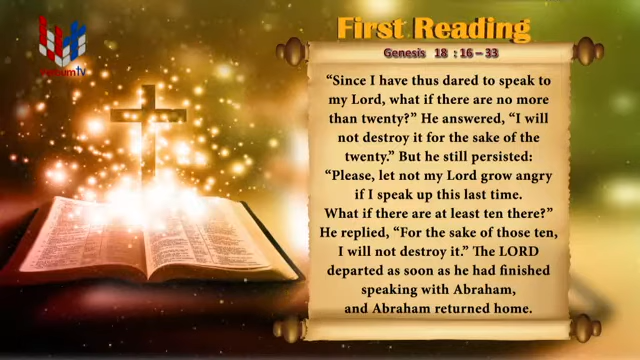 First Reading
Genesis 18 : 16 – 33
“Since I have thus dared to speak to
my Lord, what if there are no more
than twenty?” He answered, “I will
not destroy it for the sake of the
twenty.” But he still persisted:
“Please, let not my Lord grow angry
if I speak up this last time.
What if there are at least ten there?”
He replied, “For the sake of those ten,
I will not destroy it.” The LORD
departed as soon as he had finished
speaking with Abraham,
and Abraham returned home.